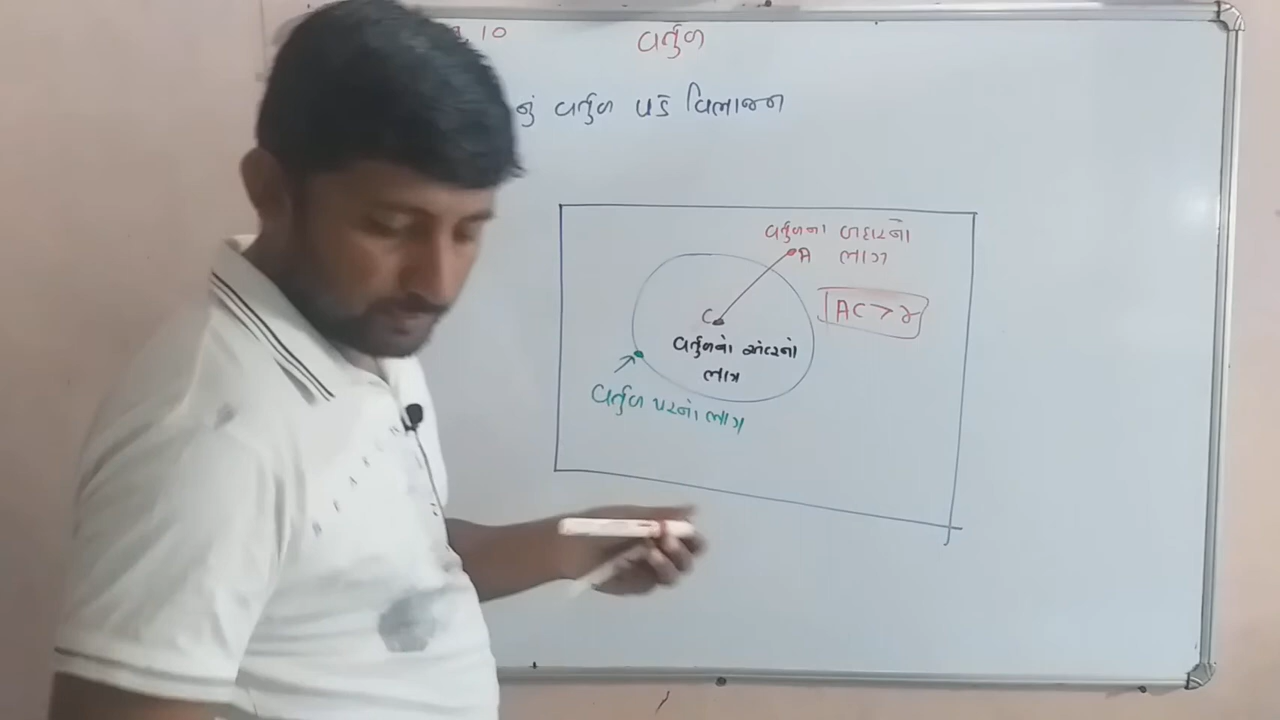 10 વર્તુળ
નું વર્તુળ વડે વિભાજન
વર્તુળના બહારનો
ભાગ
A
AC > r
C
વર્તુળનો અંદરનો
ભાગ
વર્તુળ પરનો ભાગ